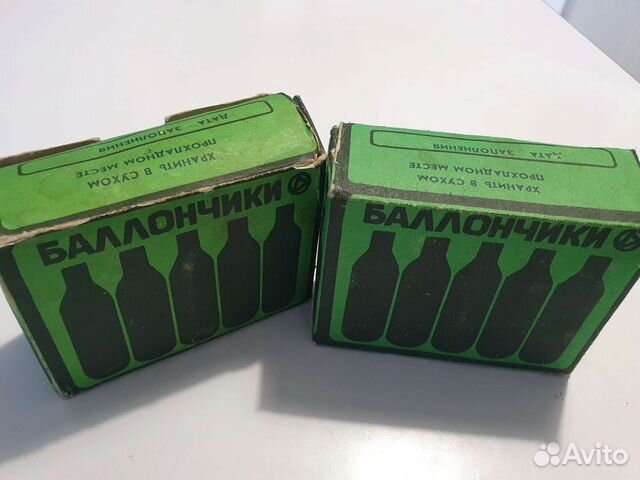 ДАТА ЗАПОЛНЕНИЯ
ХРАНИТЬ В СУХОМ
ПРОХЛАДНОМ МЕСТЕ
БАЛЛОНЧИКИ
ДАТА ЗАПОЛНЕНИЯ
ХРАНИТЬ В СУХОМ
ПРОХЛАДНОМ МЕСТЕ
БАЛЛОНЧИКИ
Avito